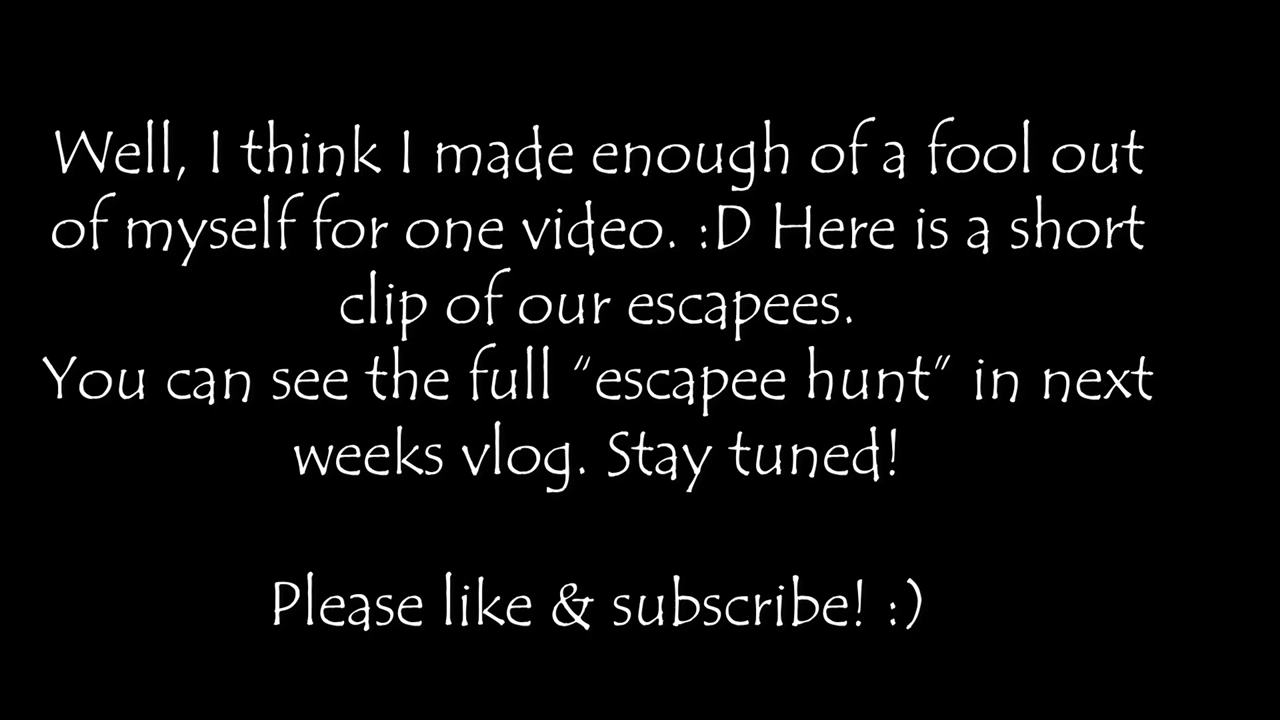 Well, I think I made enough of a fool out
of myself for one video. :D Here is a short
clip of our escapees.
You can see the full "escapee hunt" in next
weeks vlog. Stay tuned!
Please like & subscribe! :)